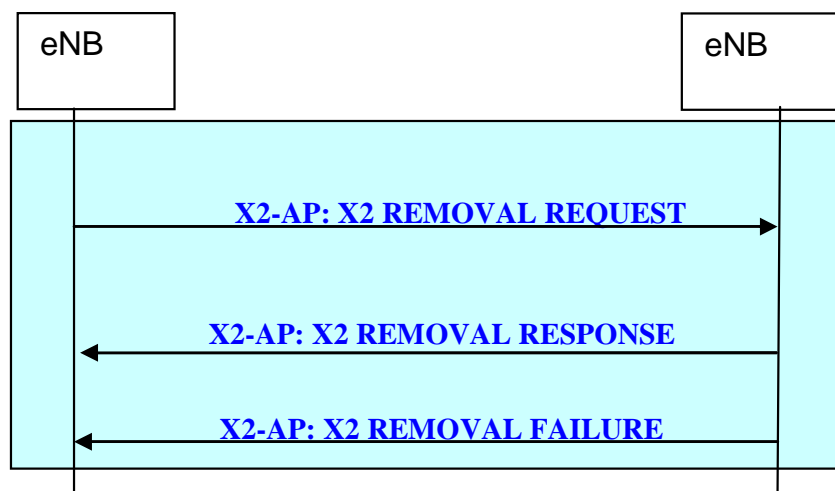 eNB
eNB
X2-AP: X2 REMOVAL REQUEST
X2-AP: X2 REMOVAL RESPONSE
X2-AP: X2 REMOVAL FAILURE